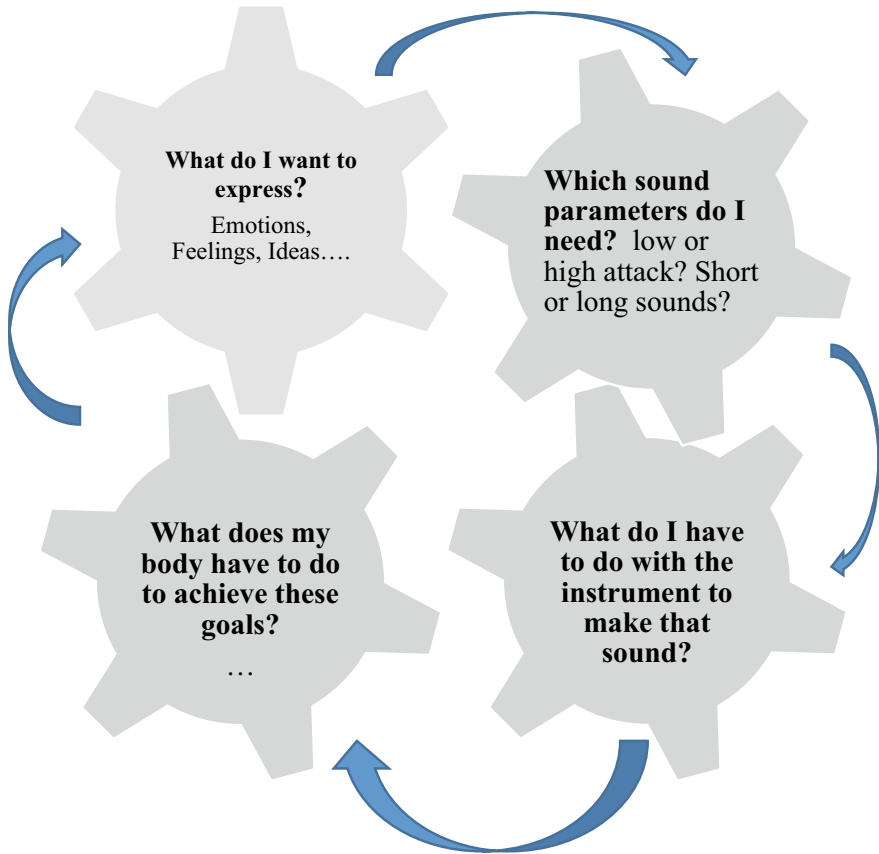 What do I want to
express?
Emotions,
Feelings, Ideas….
Which sound
parameters do I
need? low or
high attack? Short
or long sounds?
What do I have
to do with the
instrument to
make that
sound?
What does my
body have to do
to achieve these
goals?
…